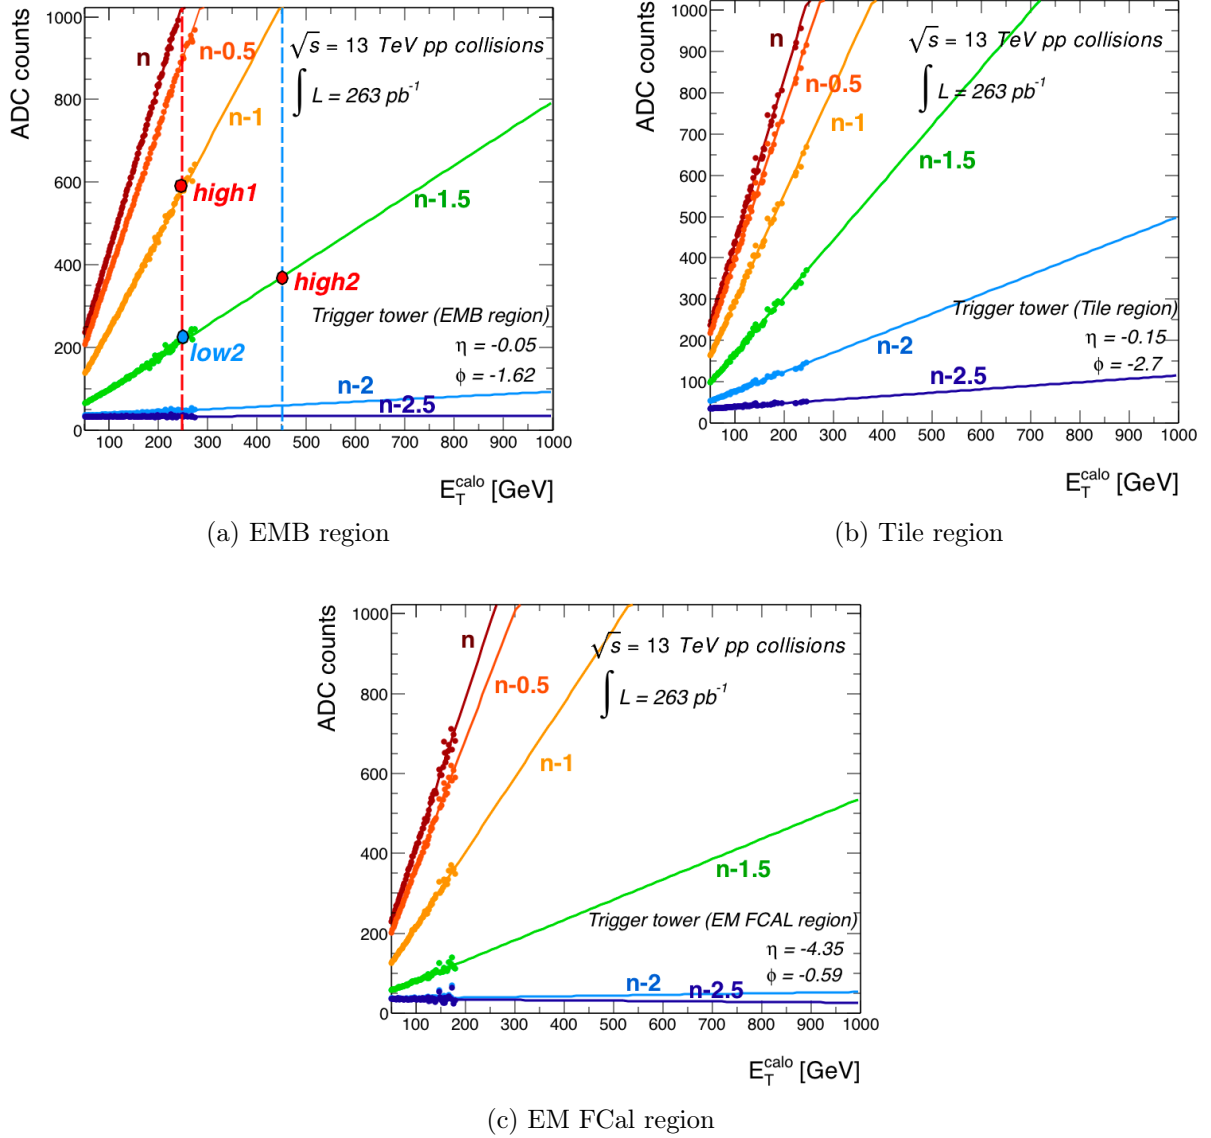 ADC counts
1000
800
600
400
200
0
n
n-0.5
n-1
n-1.5
n-2
n-2.5
high1
high2
low2
√s = 13 TeV pp collisions
∫ L = 263 pb⁻¹
Trigger tower (EMB region)
η = -0.05
ϕ = -1.62
100 200 300 400 500 600 700 800 900 1000
E_T^calo [GeV]
(a) EMB region
ADC counts
1000
900
800
700
600
500
400
300
200
100
0
n
n-0.5
n-1
n-1.5
n-2
n-2.5
√s = 13 TeV pp collisions
∫ L = 263 pb⁻¹
Trigger tower (Tile region)
η = -0.15
ϕ = -2.7
100 200 300 400 500 600 700 800 900 1000
E_T^calo [GeV]
(b) Tile region
ADC counts
1000
800
600
400
200
0
n
n-0.5
n-1
n-1.5
n-2
n-2.5
√s = 13 TeV pp collisions
∫ L = 263 pb⁻¹
Trigger tower (EM FCAL region)
η = -4.35
ϕ = -0.59
100 200 300 400 500 600 700 800 900 1000
E_T^calo [GeV]
(c) EM FCal region